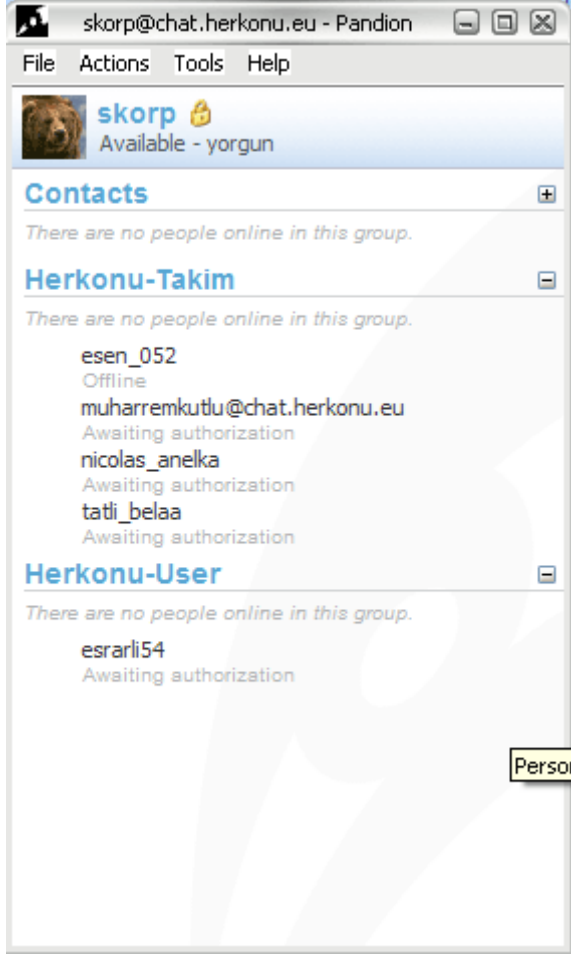 skorp@chat.herkonu.eu - Pandion
File Actions Tools Help
skorp
Available - yorgun
Contacts
There are no people online in this group.
Herkonu-Takim
There are no people online in this group.
esen_052
Offline
muharremkutlu@chat.herkonu.eu
Awaiting authorization
nicolas_anelka
Awaiting authorization
tatli_belaa
Awaiting authorization
Herkonu-User
There are no people online in this group.
esrarli54
Awaiting authorization